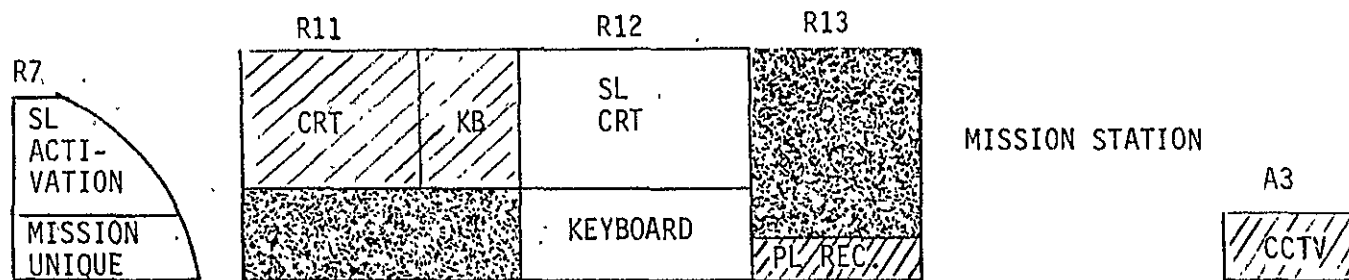 R7
SL
ACTI-
VATION
MISSION
UNIQUE
R11
CRT
KB
R12
SL
CRT
KEYBOARD
R13
PL REC.
MISSION STATION
A3
CCTV